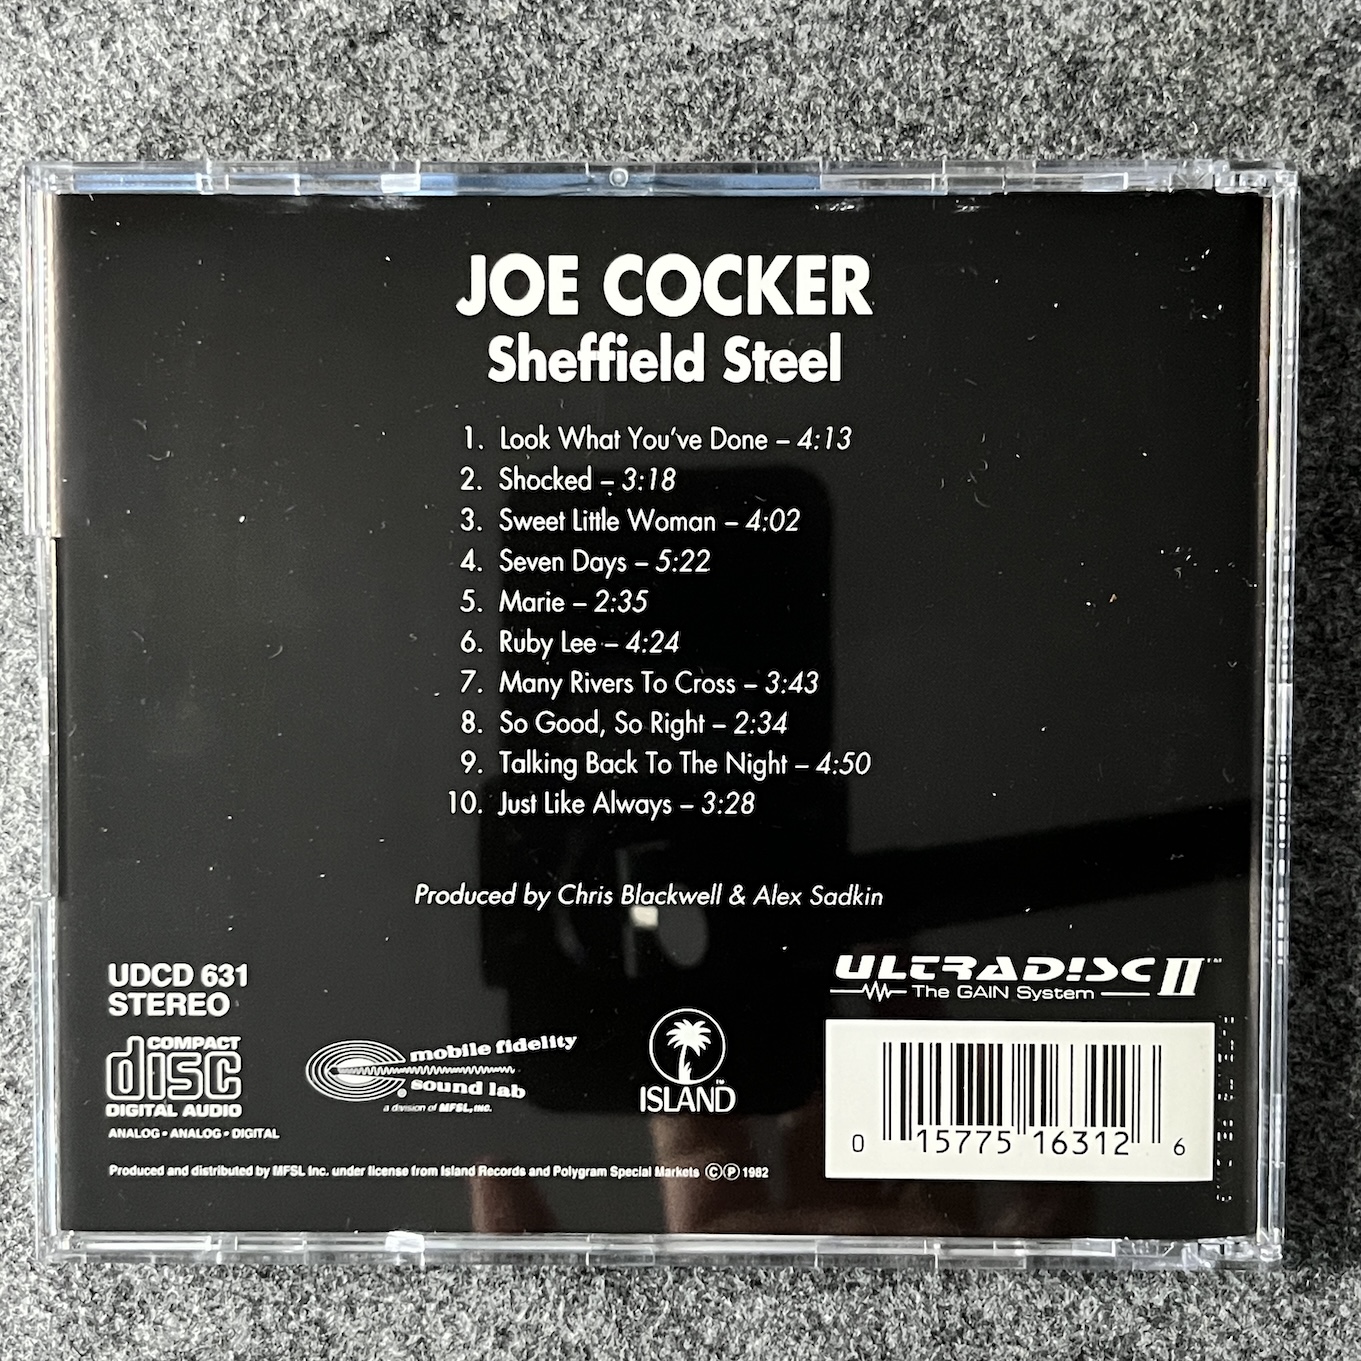 JOE COCKER
Sheffield Steel
1. Look What You've Done – 4:13
2. Shocked – 3:18
3. Sweet Little Woman – 4:02
4. Seven Days – 5:22
5. Marie – 2:35
6. Ruby Lee – 4:24
7. Many Rivers To Cross – 3:43
8. So Good, So Right – 2:34
9. Talking Back To The Night – 4:50
10. Just Like Always – 3:28
Produced by Chris Blackwell & Alex Sadkin
UDCD 631
STEREO
COMPACT
disc
DIGITAL AUDIO
ANALOG • ANALOG • DIGITAL
mobile fidelity
sound lab
a division of MFSL, INC.
ISLAND™
ULTRADISC II™
The GAIN System
0 15775 16312 6
Produced and distributed by MFSL Inc. under license from Island Records and Polygram Special Markets ⒸⓅ 1982